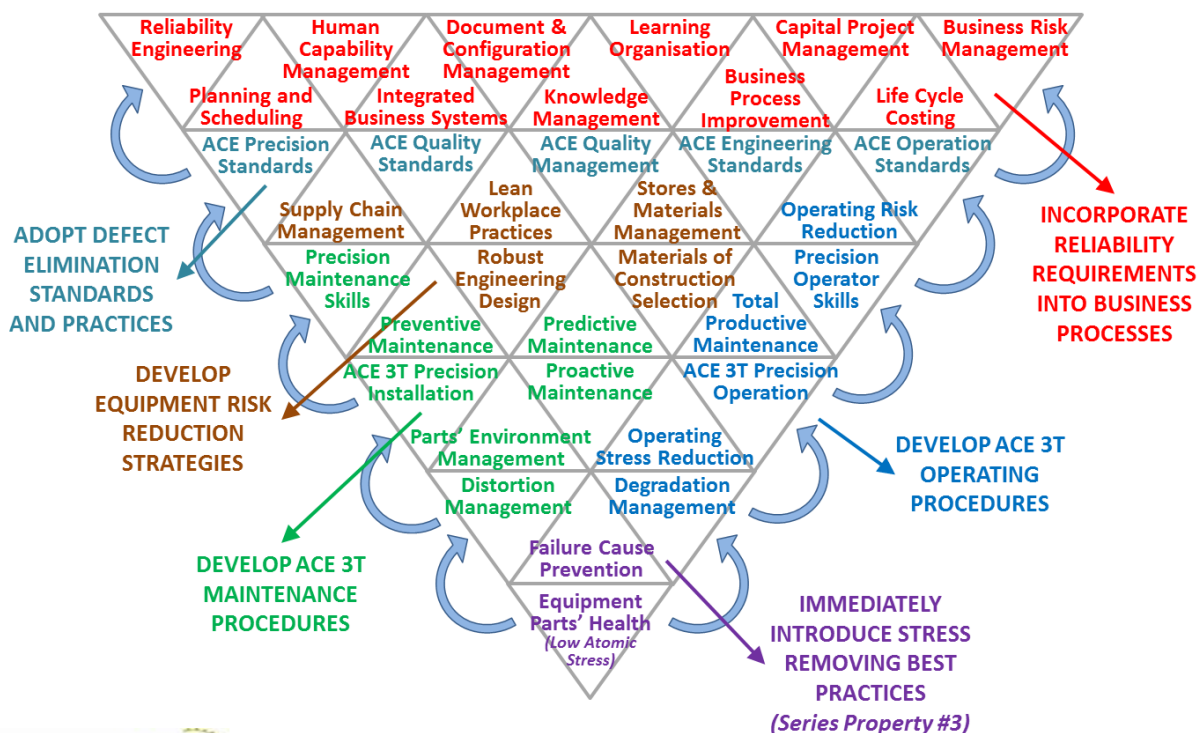 Reliability
Engineering
Human
Capability
Management
Document &
Configuration
Management
Learning
Organisation
Capital Project
Management
Business Risk
Management
Planning and
Scheduling
Integrated
Business Systems
Knowledge
Management
Business
Process
Improvement
Life Cycle
Costing
ACE Precision
Standards
ACE Quality
Standards
ACE Quality
Management
ACE Engineering
Standards
ACE Operation
Standards
Supply Chain
Management
Lean
Workplace
Practices
Stores &
Materials
Management
Operating Risk
Reduction
INCORPORATE
RELIABILITY
REQUIREMENTS
INTO BUSINESS
PROCESSES
ADOPT DEFECT
ELIMINATION
STANDARDS
AND PRACTICES
Precision
Maintenance
Skills
Robust
Engineering
Design
Materials of
Construction
Selection
Precision
Operator
Skills
Preventive
Maintenance
Predictive
Maintenance
Total
Productive
Maintenance
DEVELOP
EQUIPMENT RISK
REDUCTION
STRATEGIES
ACE 3T Precision
Installation
Proactive
Maintenance
ACE 3T Precision
Operation
Parts' Environment
Management
Operating
Stress Reduction
DEVELOP ACE 3T
OPERATING
PROCEDURES
Distortion
Management
Degradation
Management
DEVELOP ACE 3T
MAINTENANCE
PROCEDURES
Failure Cause
Prevention
Equipment
Parts' Health
(Low Atomic
Stress)
IMMEDIATELY
INTRODUCE STRESS
REMOVING BEST
PRACTICES
(Series Property #3)